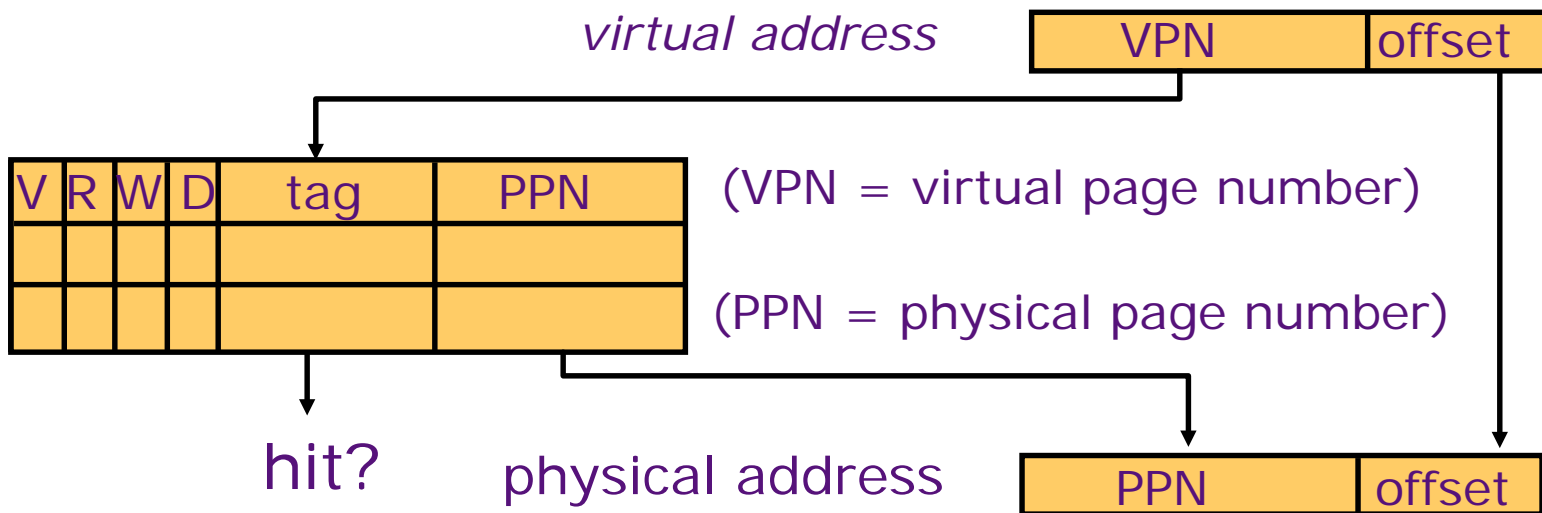 virtual address VPN offset
V R W D tag PPN (VPN = virtual page number)
(PPN = physical page number)
hit? physical address PPN offset